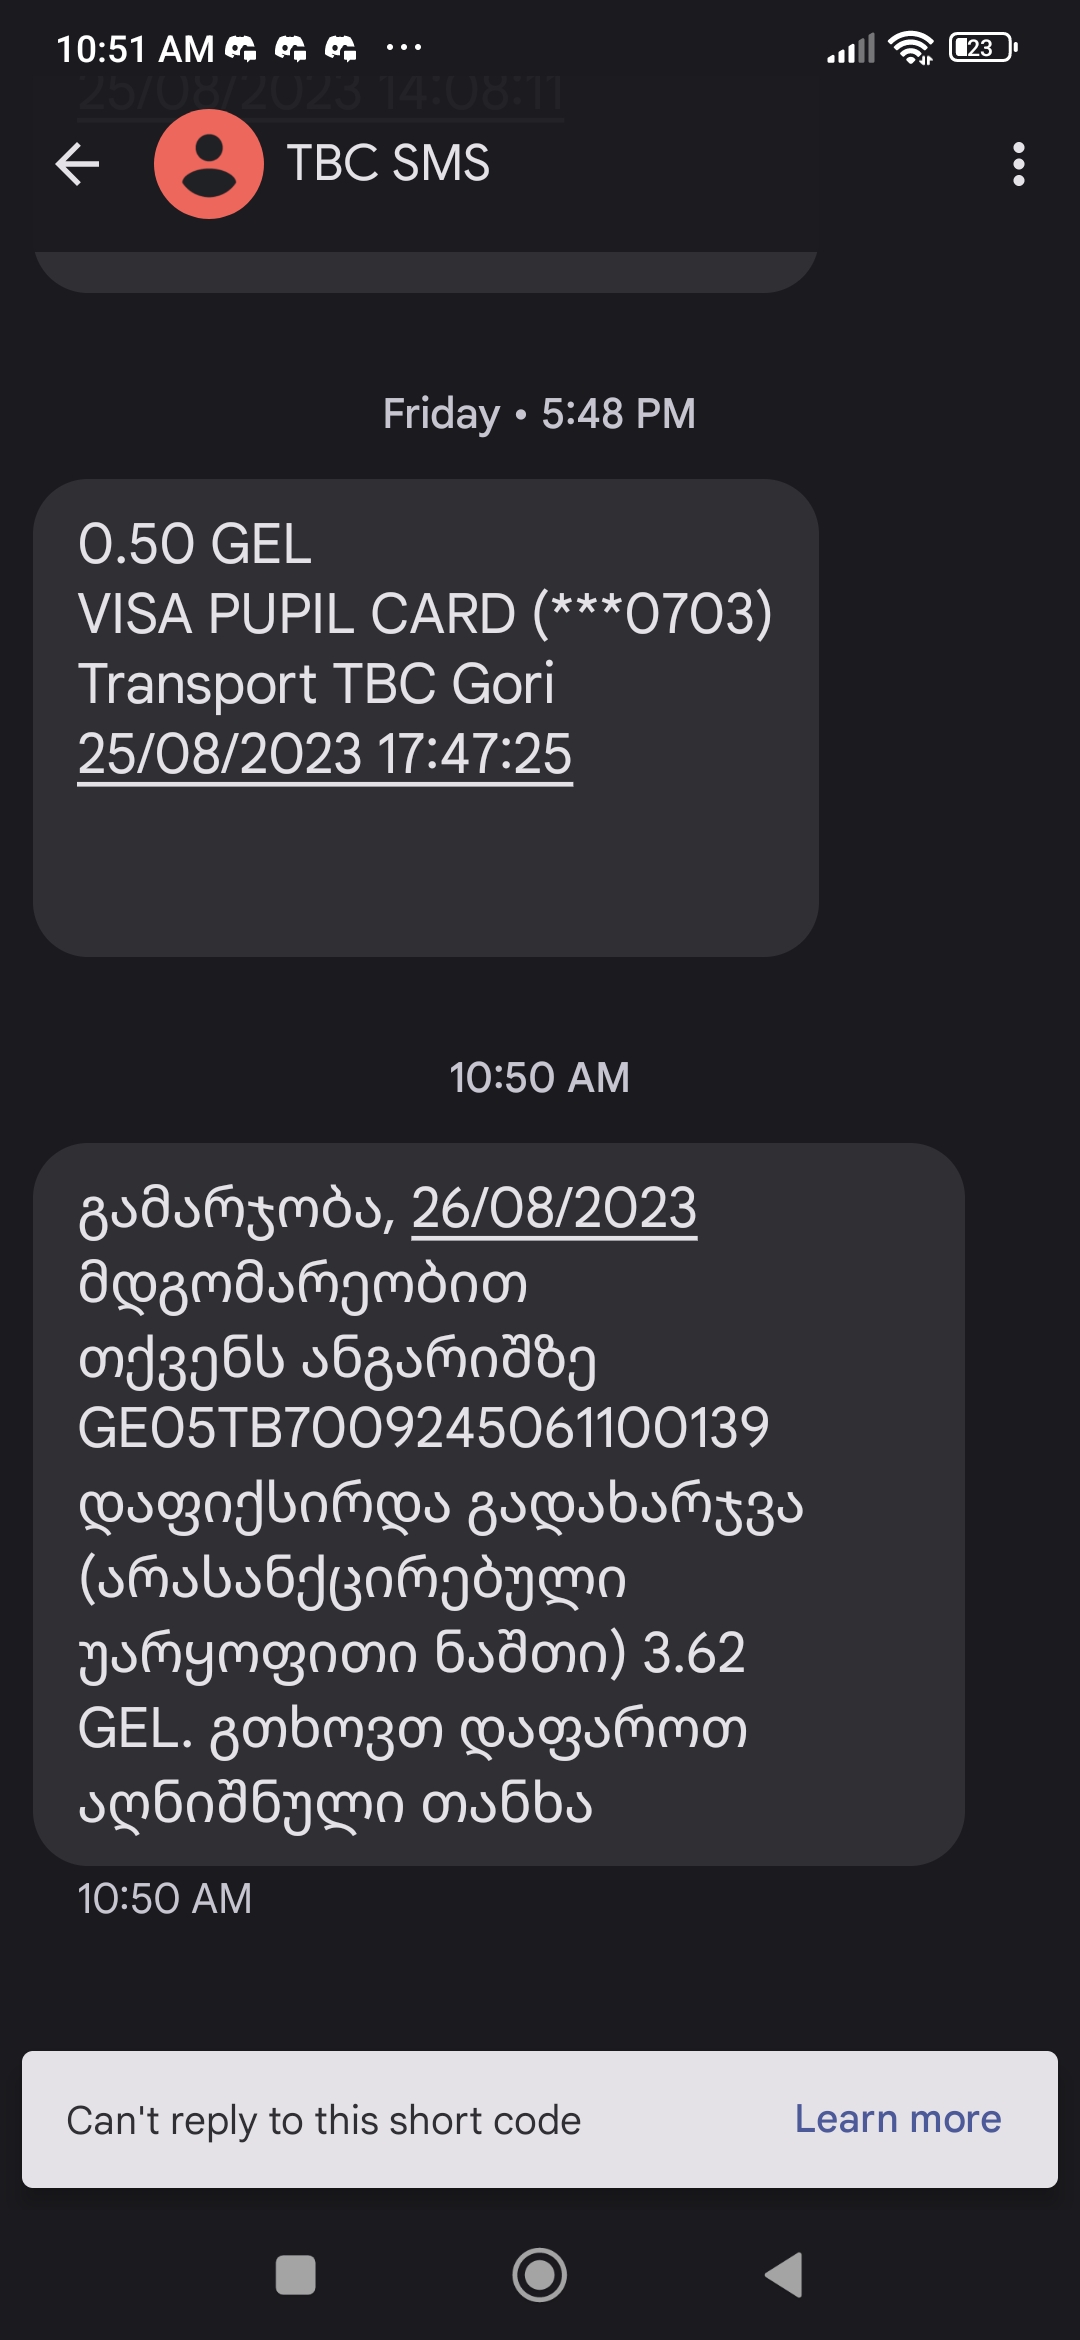 10:51 AM
23
25/08/2023 14:08:11
TBC SMS
Friday • 5:48 PM
0.50 GEL
VISA PUPIL CARD (***0703)
Transport TBC Gori
25/08/2023 17:47:25
10:50 AM
გამარჯობა, 26/08/2023
მდგომარეობით
თქვენს ანგარიშზე
GE05TB7009245061100139
დაფიქსირდა გადახარჯვა
(არასანქცირებული
უარყოფითი ნაშთი) 3.62
GEL. გთხოვთ დაფაროთ
აღნიშნული თანხა
10:50 AM
Can't reply to this short code
Learn more